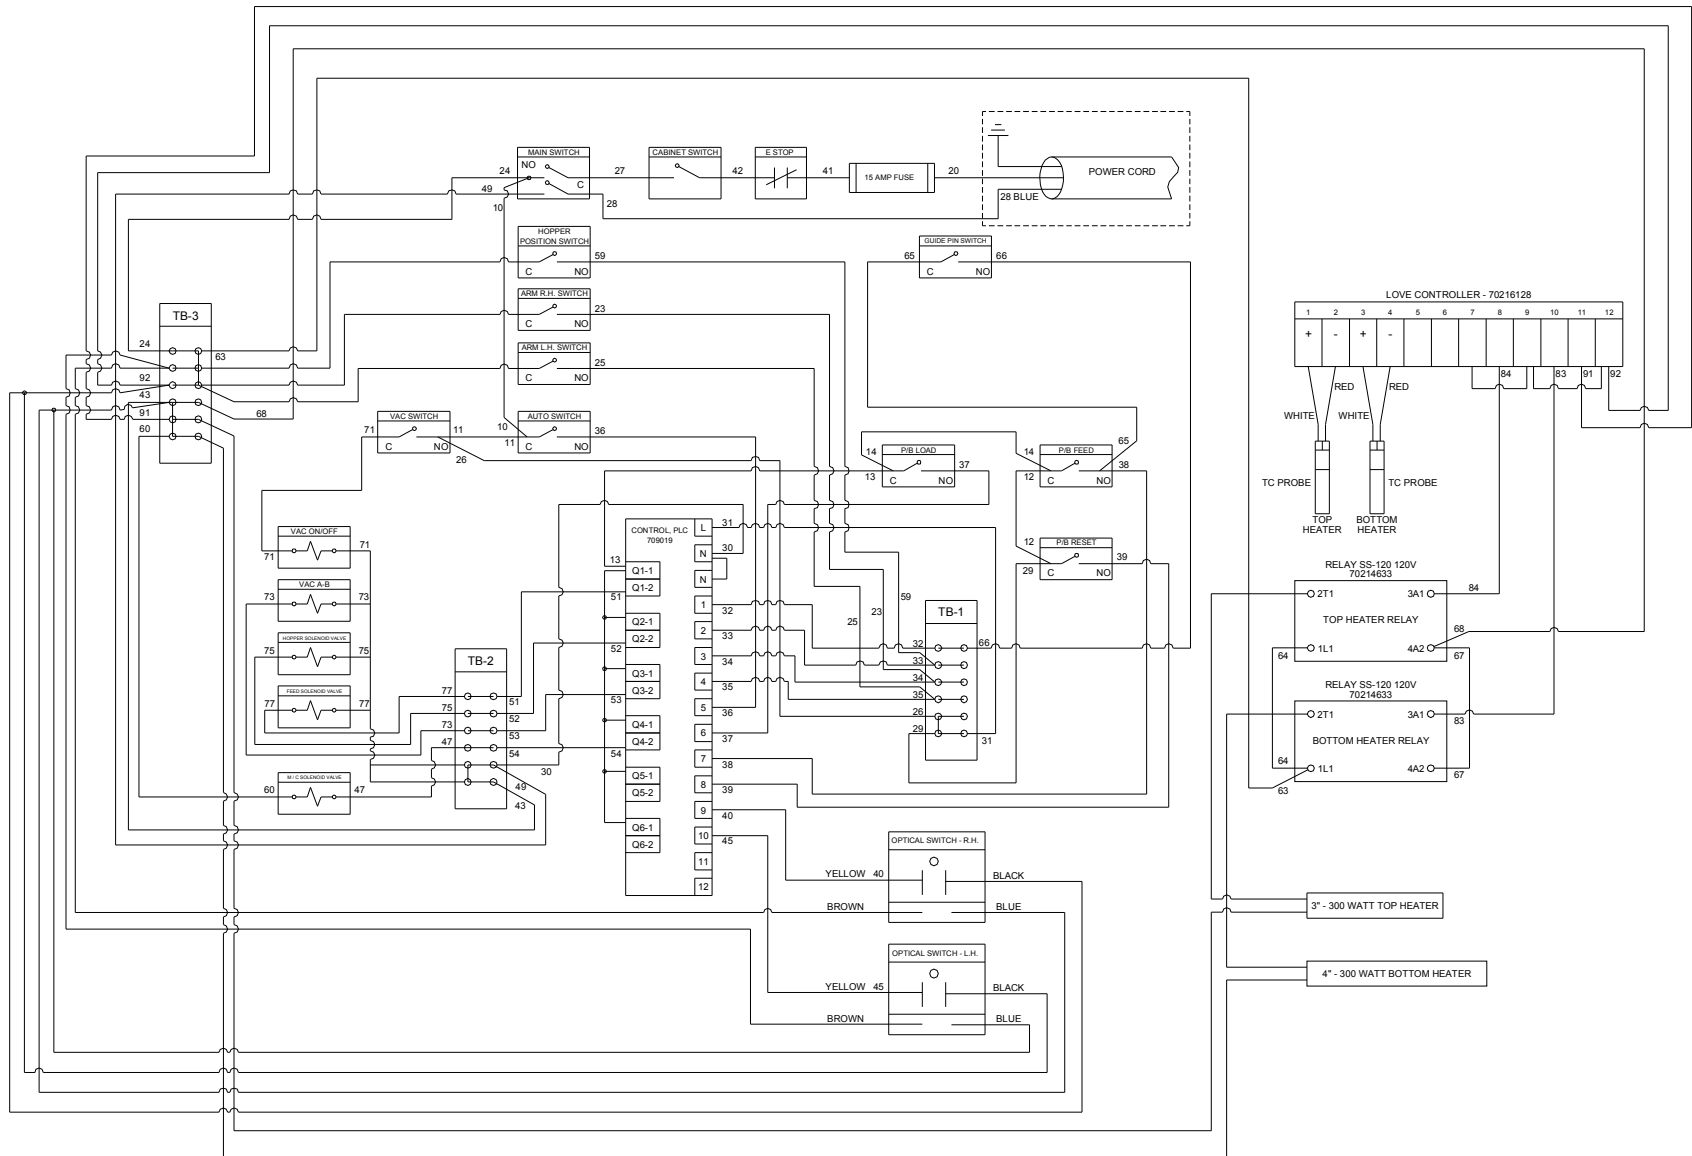 MAIN SWITCH
NO
C
24
49
10
27
28
CABINET SWITCH
42
E STOP
41
15 AMP FUSE
20
28 BLUE
POWER CORD
HOPPER
POSITION SWITCH
C NO
59
GUIDE PIN SWITCH
65 66
C NO
ARM R.H. SWITCH
C NO
23
ARM L.H. SWITCH
C NO
25
VAC SWITCH
71 11
C NO
26
AUTO SWITCH
10
11
C NO
36
TB-3
24
63
92
43
91
68
60
LOVE CONTROLLER - 70216128
1 2 3 4 5 6 7 8 9 10 11 12
+ - + -
84 83 91 92
RED RED
WHITE WHITE
TC PROBE TC PROBE
TOP
HEATER
BOTTOM
HEATER
P/B LOAD
14
13
C NO
37
P/B FEED
14
12
C NO
65
38
P/B RESET
12
29
C NO
39
VAC ON/OFF
71 71
VAC A-B
73 73
HOPPER SOLENOID VALVE
75 75
FEED SOLENOID VALVE
77 77
M / C SOLENOID VALVE
60 47
TB-2
77 51
75 52
73 53
47 54
30
49
43
CONTROL, PLC
709019
13
Q1-1
Q1-2
51
Q2-1
Q2-2
52
Q3-1
Q3-2
53
Q4-1
Q4-2
54
Q5-1
Q5-2
Q6-1
Q6-2
L 31
N 30
N
1 32
2 33
3 34
4 35
5 36
6 37
7 38
8 39
9 40
10 45
11
12
59
23
25
TB-1
32 66
33
34
35
26
29 31
RELAY SS-120 120V
70214633
2T1 3A1 84
TOP HEATER RELAY
68
64 1L1 4A2 67
RELAY SS-120 120V
70214633
2T1 3A1 83
BOTTOM HEATER RELAY
64 1L1 4A2 67
63
OPTICAL SWITCH - R.H.
YELLOW 40 BLACK
BROWN BLUE
OPTICAL SWITCH - L.H.
YELLOW 45 BLACK
BROWN BLUE
3" - 300 WATT TOP HEATER
4" - 300 WATT BOTTOM HEATER